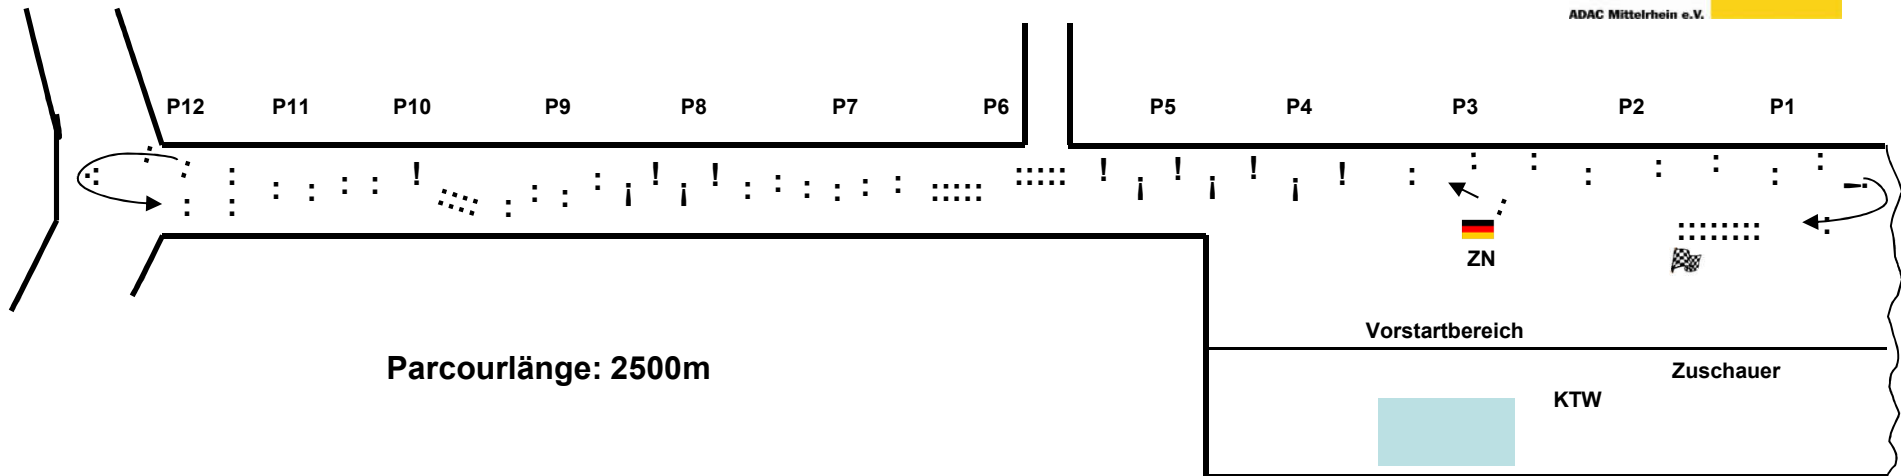 ADAC Mittelrhein e.V.
P12 P11 P10 P9 P8 P7 P6 P5 P4 P3 P2 P1
ZN
Vorstartbereich
Parcourlänge: 2500m
Zuschauer
KTW